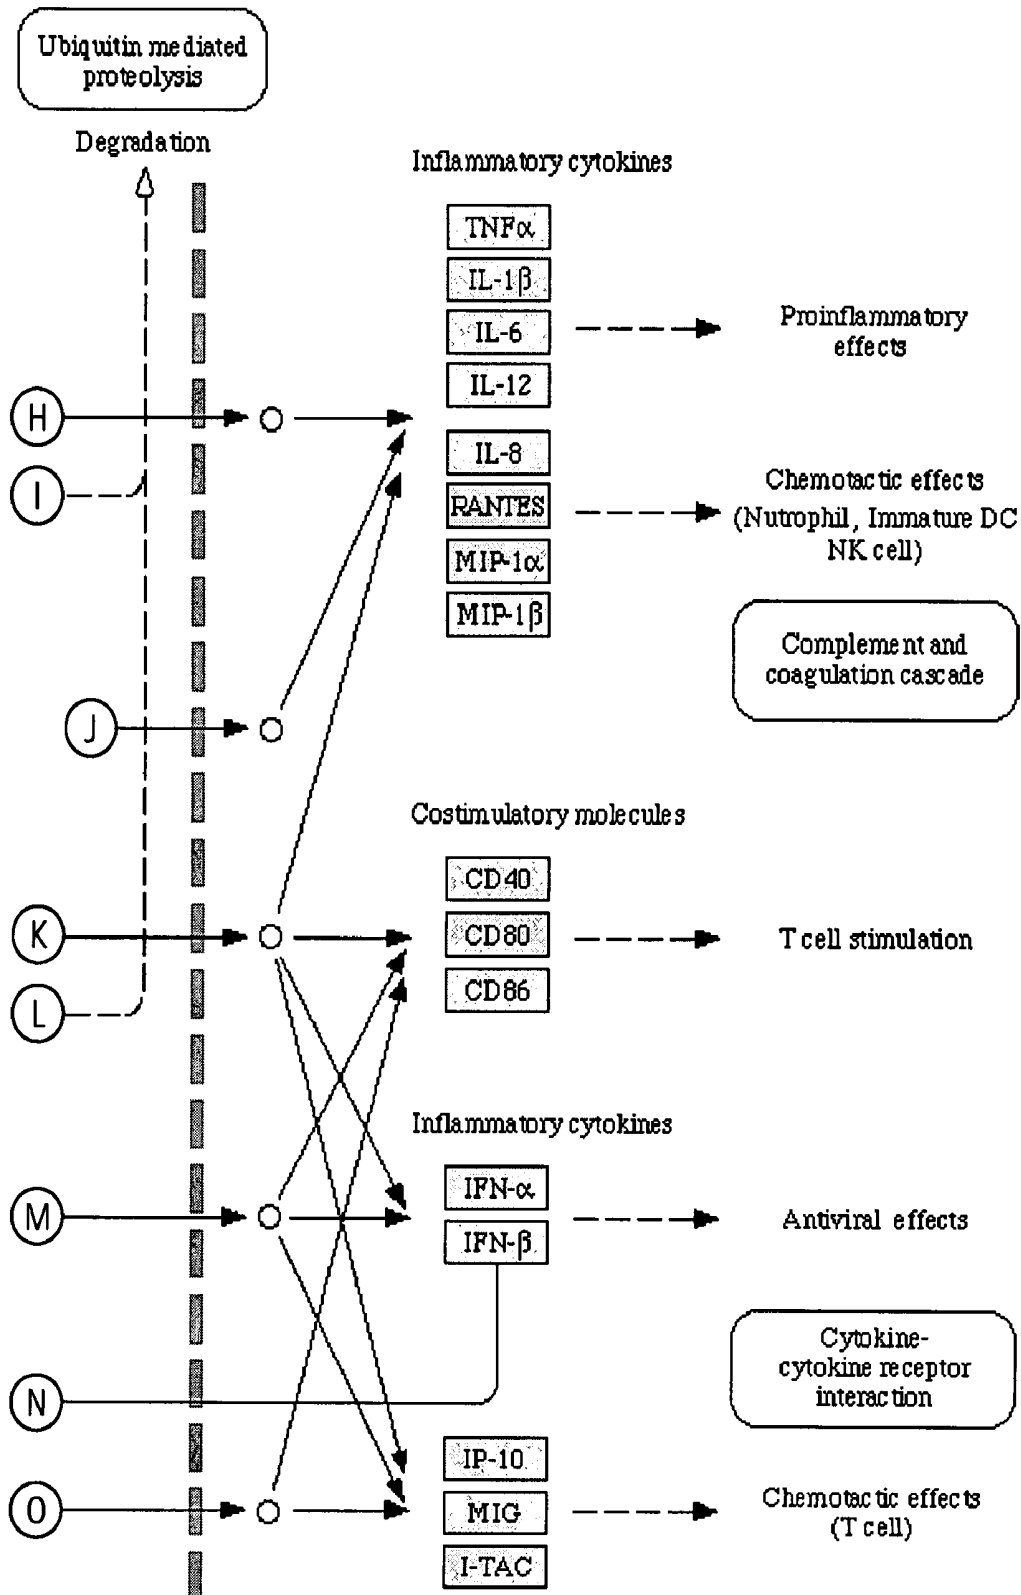 Ubiquitin mediated
proteolysis
Degradation
Inflammatory cytokines
TNFα
IL-1β
IL-6
IL-12
Proinflammatory
effects
H
I
IL-8
RANTES
MIP-1α
MIP-1β
Chemotactic effects
(Nutrophil, Immature DC
NK cell)
Complement and
coagulation cascade
J
Costimulatory molecules
CD40
CD80
CD86
T cell stimulation
K
L
Inflammatory cytokines
IFN-α
IFN-β
Antiviral effects
M
Cytokine-
cytokine receptor
interaction
N
IP-10
MIG
I-TAC
Chemotactic effects
(T cell)
O